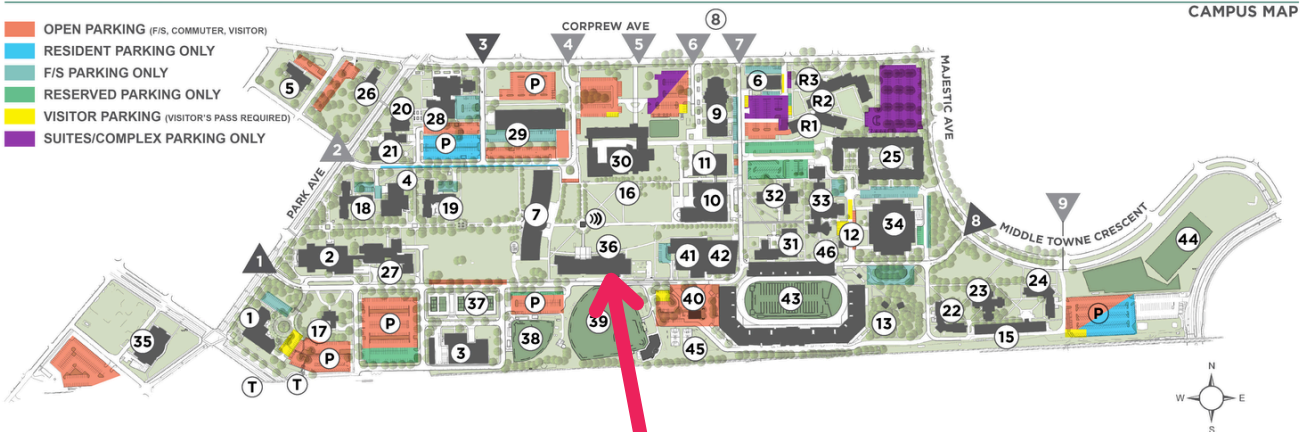 CAMPUS MAP
OPEN PARKING (F/S, COMMUTER, VISITOR)
RESIDENT PARKING ONLY
F/S PARKING ONLY
RESERVED PARKING ONLY
VISITOR PARKING (VISITOR'S PASS REQUIRED)
SUITES/COMPLEX PARKING ONLY
CORPREW AVE
8
3 4 5 6 7
MAJESTIC AVE
5 26 20 28 P 29 9 6 R3 R2 R1
2 21 P 30 11 25
PARK AVE
4 18 19 7 16 10 32 33
12 34 8 9
MIDDLE TOWNE CRESCENT
44
1 2 27 36 41 42 31 46
1 17 P P 37 P 38 39 40 43 13 22 23 24 P
35 3 45 15
T T
N
W E
S